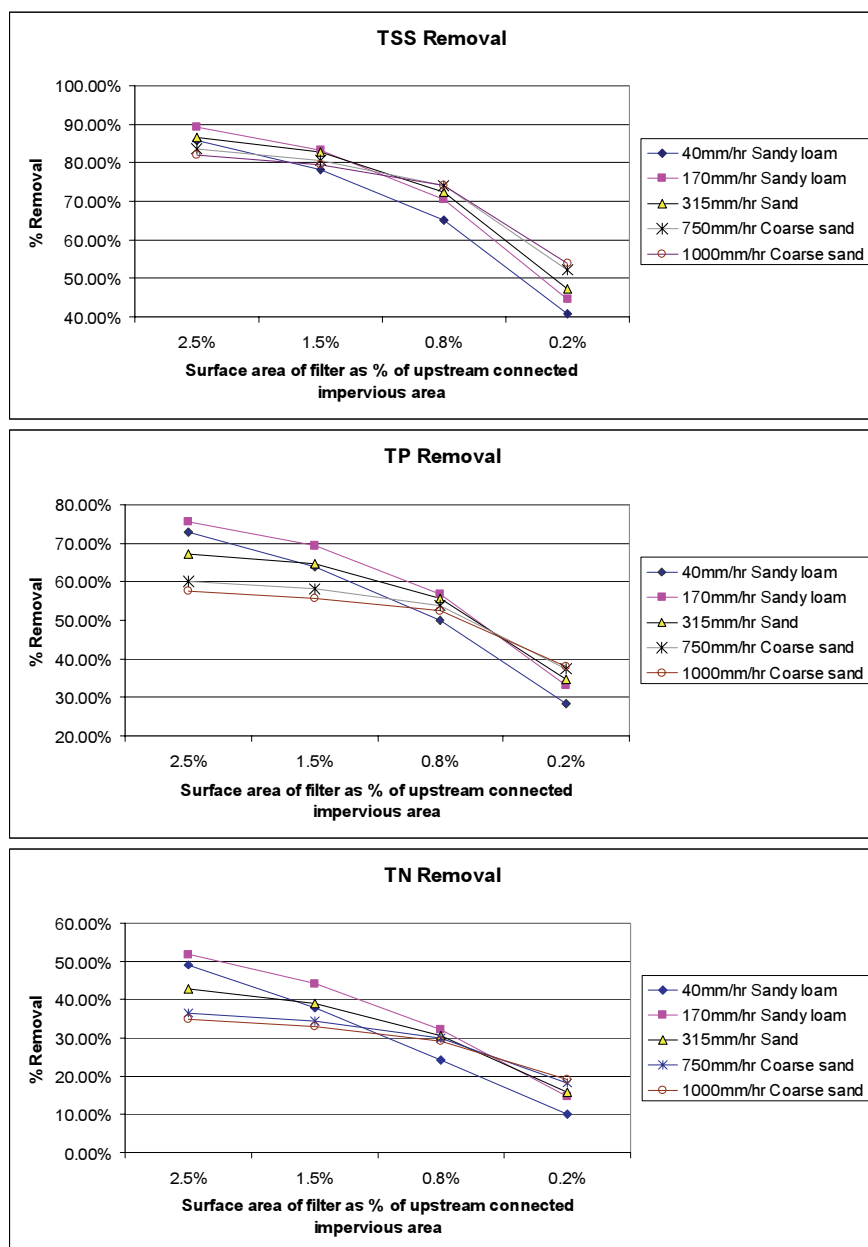 TSS Removal
100.00%
90.00%
80.00%
70.00%
60.00%
50.00%
40.00%
% Removal
2.5%
1.5%
0.8%
0.2%
Surface area of filter as % of upstream connected
impervious area
40mm/hr Sandy loam
170mm/hr Sandy loam
315mm/hr Sand
750mm/hr Coarse sand
1000mm/hr Coarse sand
TP Removal
80.00%
70.00%
60.00%
50.00%
40.00%
30.00%
20.00%
% Removal
2.5%
1.5%
0.8%
0.2%
Surface area of filter as % of upstream connected
impervious area
40mm/hr Sandy loam
170mm/hr Sandy loam
315mm/hr Sand
750mm/hr Coarse sand
1000mm/hr Coarse sand
TN Removal
60.00%
50.00%
40.00%
30.00%
20.00%
10.00%
0.00%
% Removal
2.5%
1.5%
0.8%
0.2%
Surface area of filter as % of upstream connected
impervious area
40mm/hr Sandy loam
170mm/hr Sandy loam
315mm/hr Sand
750mm/hr Coarse sand
1000mm/hr Coarse sand